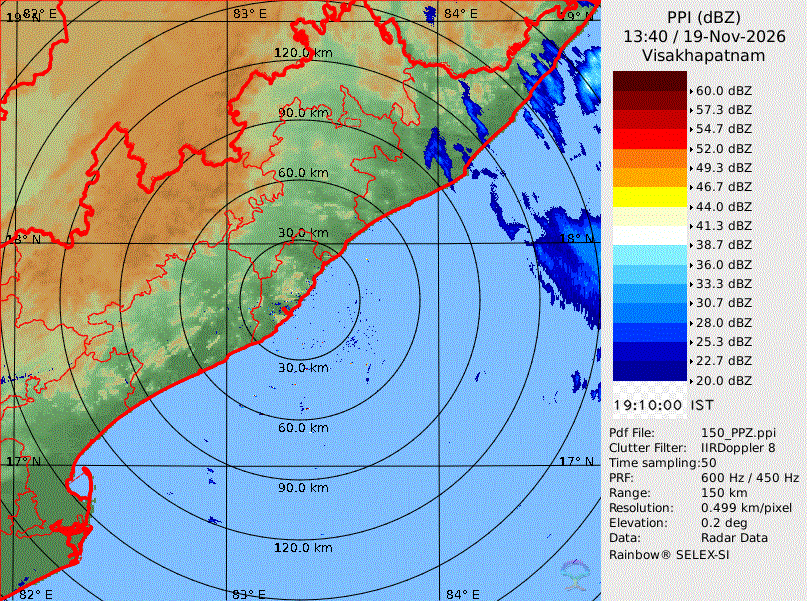 19° N 82° E 83° E 84° E 19° N
120.0 km
90.0 km
60.0 km
30.0 km
18° N 18° N
30.0 km
60.0 km
17° N 17° N
90.0 km
120.0 km
82° E 83° E 84° E
PPI (dBZ)
13:40 / 19-Nov-2026
Visakhapatnam
60.0 dBZ
57.3 dBZ
54.7 dBZ
52.0 dBZ
49.3 dBZ
46.7 dBZ
44.0 dBZ
41.3 dBZ
38.7 dBZ
36.0 dBZ
33.3 dBZ
30.7 dBZ
28.0 dBZ
25.3 dBZ
22.7 dBZ
20.0 dBZ
19:10:00 IST
Pdf File: 150_PPZ.ppi
Clutter Filter: IIRDoppler 8
Time sampling:50
PRF: 600 Hz / 450 Hz
Range: 150 km
Resolution: 0.499 km/pixel
Elevation: 0.2 deg
Data: Radar Data
Rainbow® SELEX-SI